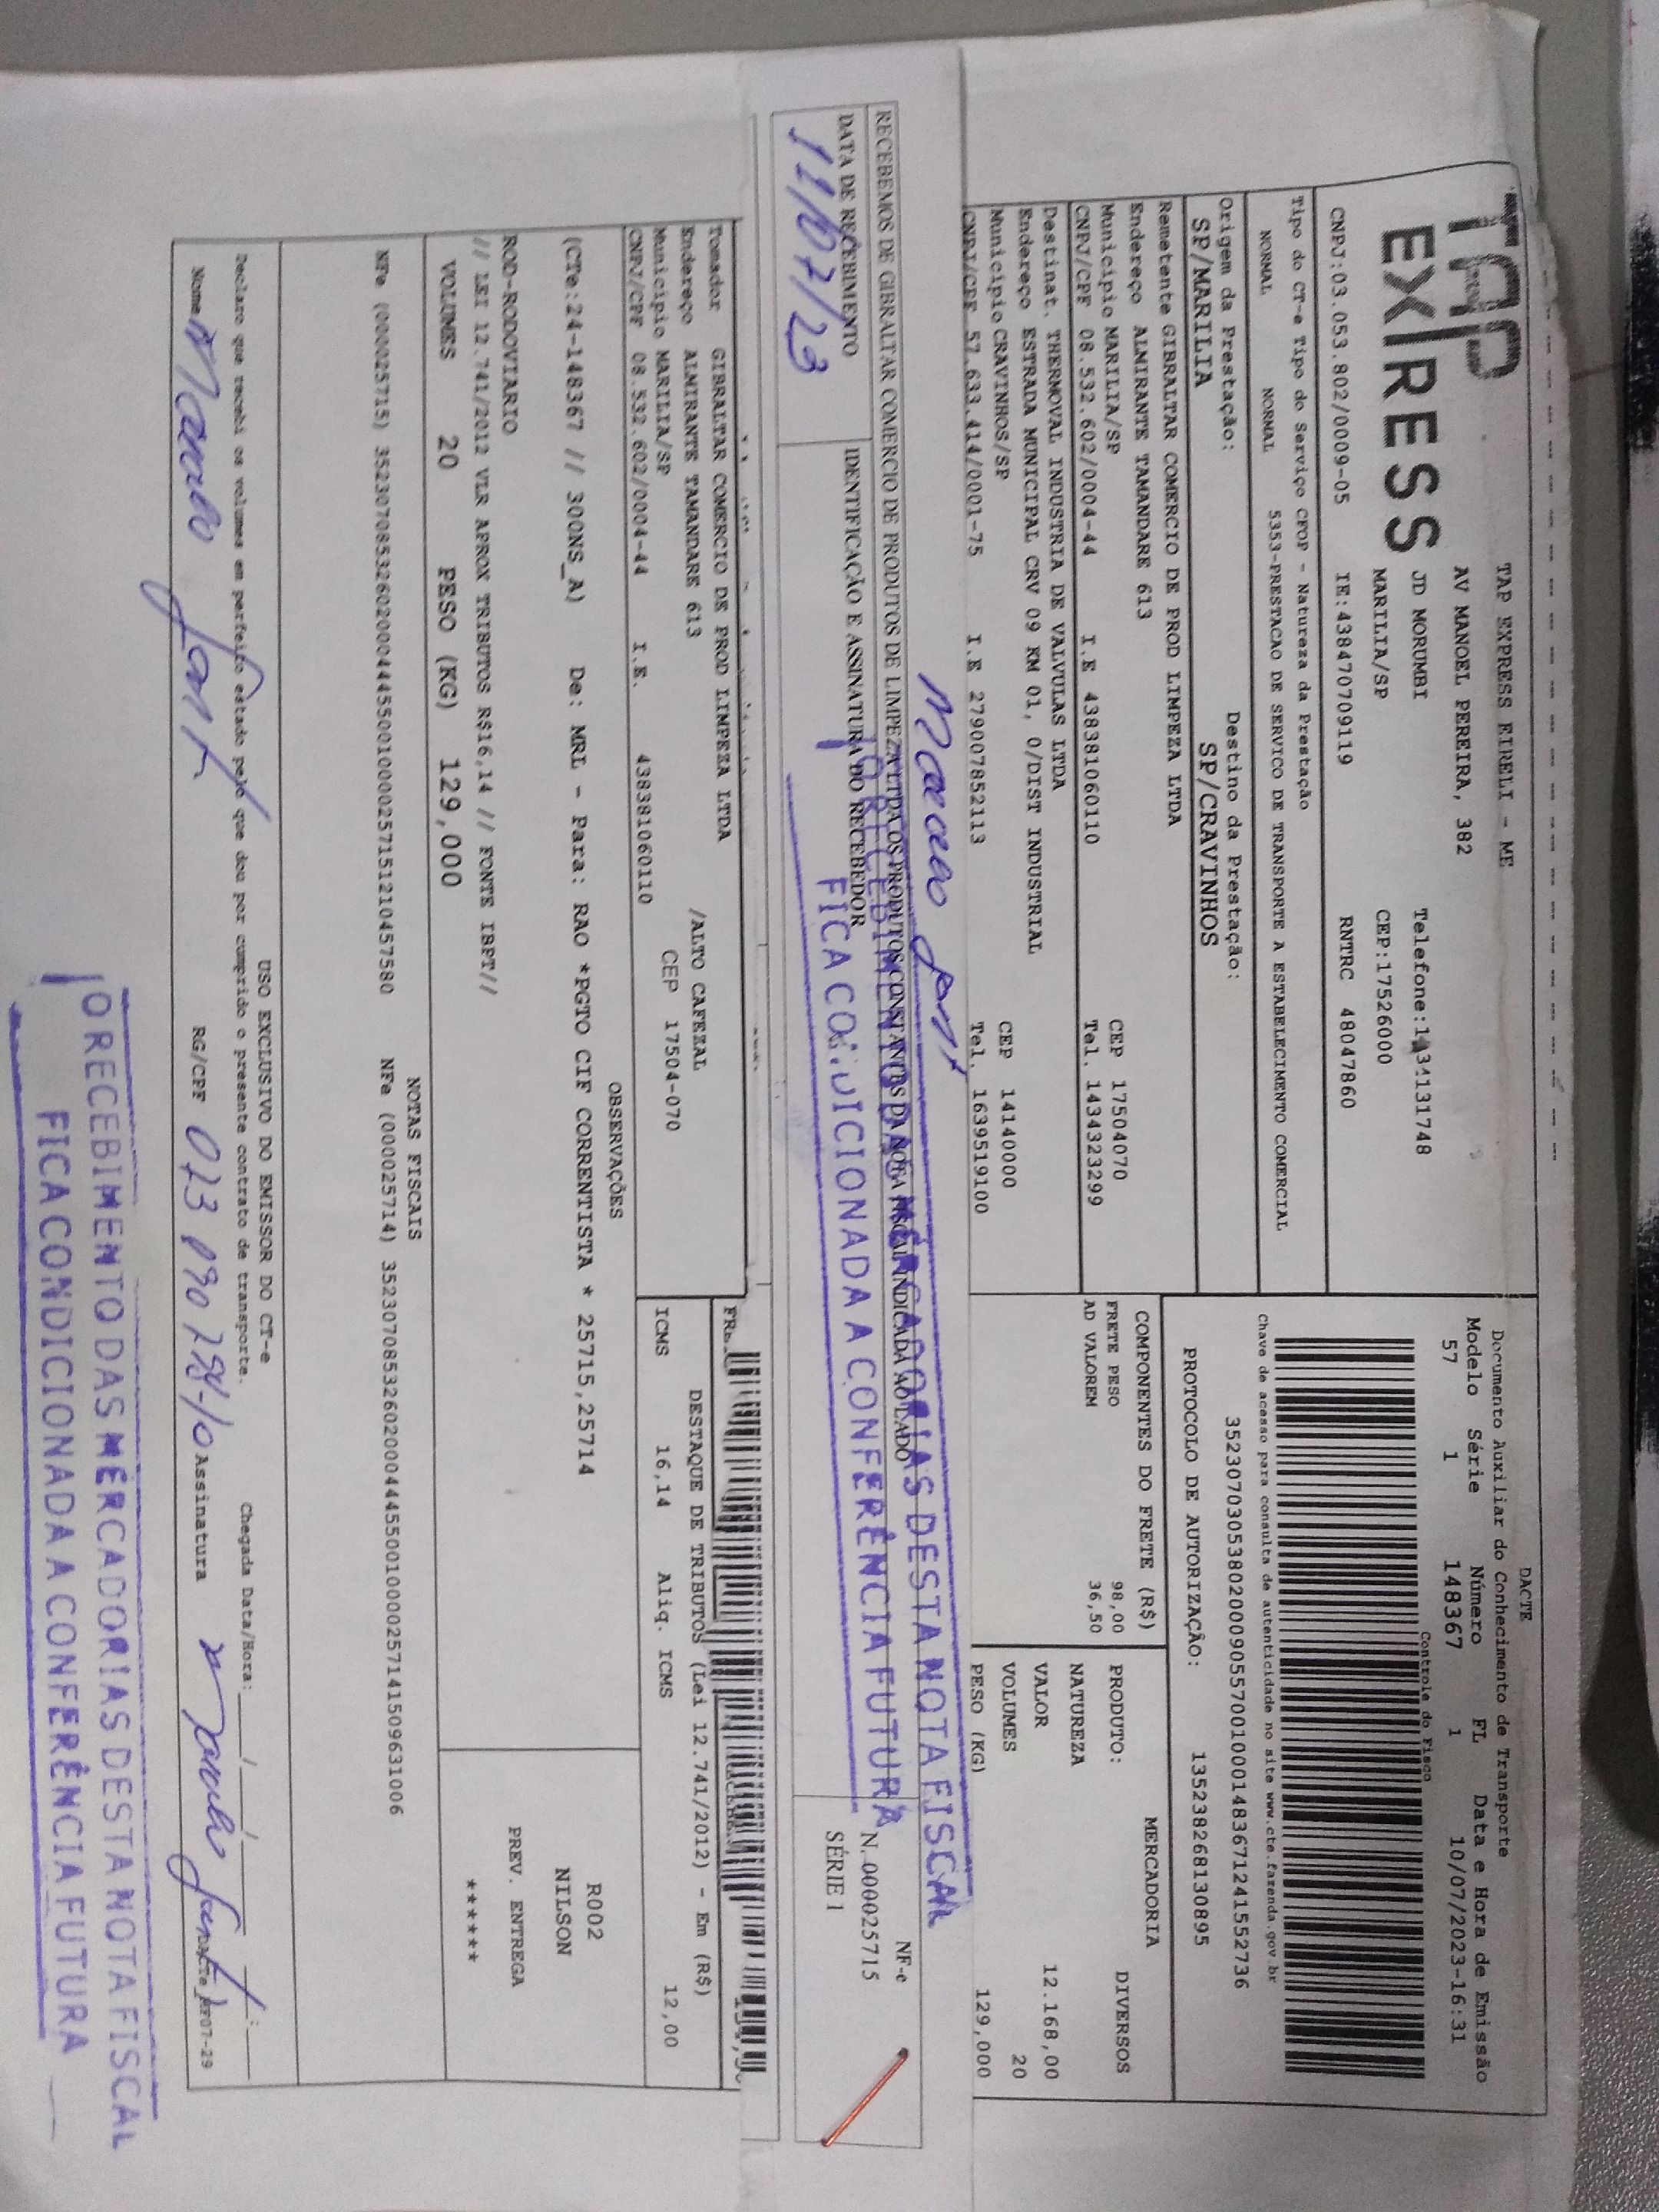 TAP
EXPRESS
TAP EXPRESS EIRELI - ME
AV MANOEL PEREIRA, 382
JD MORUMBI Telefone:1434131748
MARILIA/SP CEP:17526000
CNPJ:03.053.802/0009-05 IE:438470709119 RNTRC 48047860
Tipo do CT-e Tipo do Serviço CFOP - Natureza da Prestação
NORMAL NORMAL 5353-PRESTACAO DE SERVICO DE TRANSPORTE A ESTABELECIMENTO COMERCIAL
Origem da Prestação: Destino da Prestação:
SP/MARILIA SP/CRAVINHOS
DACTE
Documento Auxiliar do Conhecimento de Transporte
Modelo Série Número FL Data e Hora de Emissão
57 1 148367 1 10/07/2023-16:31
Controle do Fisco
Chave de acesso para consulta de autenticidade no site www.cte.fazenda.gov.br
35230703053802000905570010001483671241552736
PROTOCOLO DE AUTORIZAÇÃO: 135238268130895
Remetente GIBRALTAR COMERCIO DE PROD LIMPEZA LTDA
Endereço ALMIRANTE TAMANDARE 613
Municipio MARILIA/SP CEP 17504070
CNPJ/CPF 08.532.602/0004-44 I.E 438381060110 Tel. 1434323299
Destinat. THERMOVAL INDUSTRIA DE VALVULAS LTDA
Endereço ESTRADA MUNICIPAL CRV 09 KM 01, 0/DIST INDUSTRIAL
Municipio CRAVINHOS/SP CEP 14140000
CNPJ/CPF 57.633.414/0001-75 I.E 279007852113 Tel. 1639519100
COMPONENTES DO FRETE (R$)
FRETE PESO 98,00
AD VALOREM 36,50
MERCADORIA
PRODUTO: DIVERSOS
NATUREZA
VALOR 12.168,00
VOLUMES 20
PESO (KG) 129,000
RECEBEMOS DE GIBRALTAR COMERCIO DE PRODUTOS DE LIMPEZA LTDA OS PRODUTOS CONSTANTES DA NOTA FISCAL INDICADA AO LADO
DATA DE RECEBIMENTO IDENTIFICAÇÃO E ASSINATURA DO RECEBEDOR
11/07/23
O RECEBIMENTO DAS MERCADORIAS DESTA NOTA FISCAL
FICA CONDICIONADA A CONFERÊNCIA FUTURA
NF-e
N. 000025715
SÉRIE 1
Tomador GIBRALTAR COMERCIO DE PROD LIMPEZA LTDA
Endereço ALMIRANTE TAMANDARE 613 /ALTO CAFEZAL
Municipio MARILIA/SP CEP 17504-070
CNPJ/CPF 08.532.602/0004-44 I.E. 438381060110
DESTAQUE DE TRIBUTOS (Lei 12.741/2012) - Em (R$)
ICMS 16,14 Aliq. ICMS 12,00
OBSERVAÇÕES
(CTe:24-148367 // 300NS_A) De: MRL - Para: RAO *PGTO CIF CORRENTISTA * 25715,25714
ROD-RODOVIARIO
// LEI 12.741/2012 VLR APROX TRIBUTOS R$16,14 // FONTE IBPT//
R002
NILSON
VOLUMES 20 PESO (KG) 129,000
PREV. ENTREGA
*******
NOTAS FISCAIS
NFe (000025715) 35230708532602000444550010000257151210457580 NFe (000025714) 35230708532602000444550010000257141509631006
USO EXCLUSIVO DO EMISSOR DO CT-e
Declaro que recebi os volumes em perfeito estado pelo que dou por cumprido o presente contrato de transporte. Chegada Data/Hora: __/__/__ __:__
Nome RG/CPF Assinatura
O RECEBIMENTO DAS MERCADORIAS DESTA NOTA FISCAL
FICA CONDICIONADA A CONFERÊNCIA FUTURA